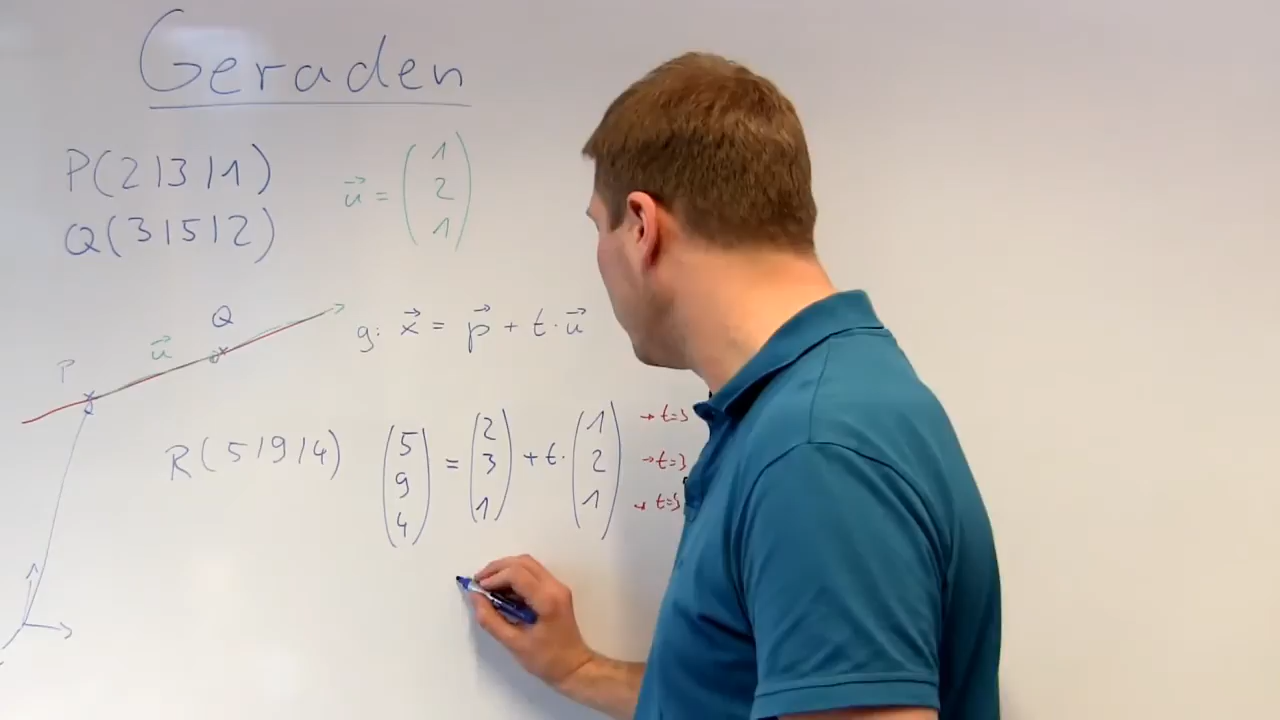 Geraden
P(2|3|1)
Q(3|5|2)
u⃗ = (1 2 1)
P
u⃗
Q
g: x⃗ = p⃗ + t · u⃗
R(5|9|4)
(5 9 4) = (2 3 1) + t · (1 2 1)
→ t=3
→ t=3
→ t=3